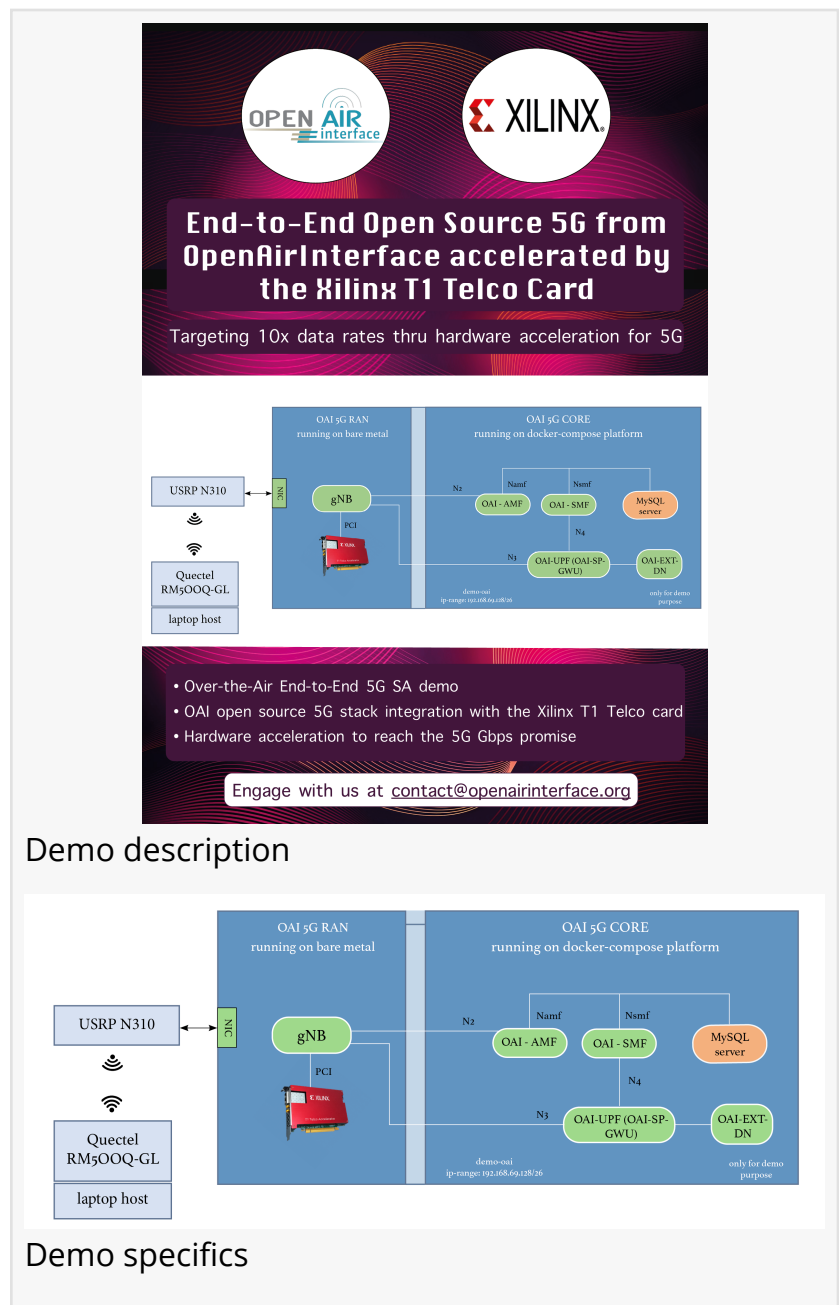 OPEN AIR
interface
XILINX.
End-to-End Open Source 5G from
OpenAirInterface accelerated by
the Xilinx T1 Telco Card
Targeting 10x data rates thru hardware acceleration for 5G
OAI 5G RAN
running on bare metal
OAI 5G CORE
running on docker-compose platform
USRP N310
NIC
gNB
N2
Namf
Nsmf
OAI - AMF
OAI - SMF
MySQL
server
PCI
XILINX
N4
N3
OAI-UPF (OAI-SP-
GWU)
OAI-EXT-
DN
Quectel
RM5OOQ-GL
laptop host
demo-oai
ip-range: 192.168.69.128/26
only for demo
purpose
• Over-the-Air End-to-End 5G SA demo
• OAI open source 5G stack integration with the Xilinx T1 Telco card
• Hardware acceleration to reach the 5G Gbps promise
Engage with us at contact@openairinterface.org
Demo description
OAI 5G RAN
running on bare metal
OAI 5G CORE
running on docker-compose platform
USRP N310
NIC
gNB
N2
Namf
Nsmf
OAI - AMF
OAI - SMF
MySQL
server
PCI
XILINX
N4
N3
OAI-UPF (OAI-SP-
GWU)
OAI-EXT-
DN
Quectel
RM5OOQ-GL
laptop host
demo-oai
ip-range: 192.168.69.128/26
only for demo
purpose
Demo specifics